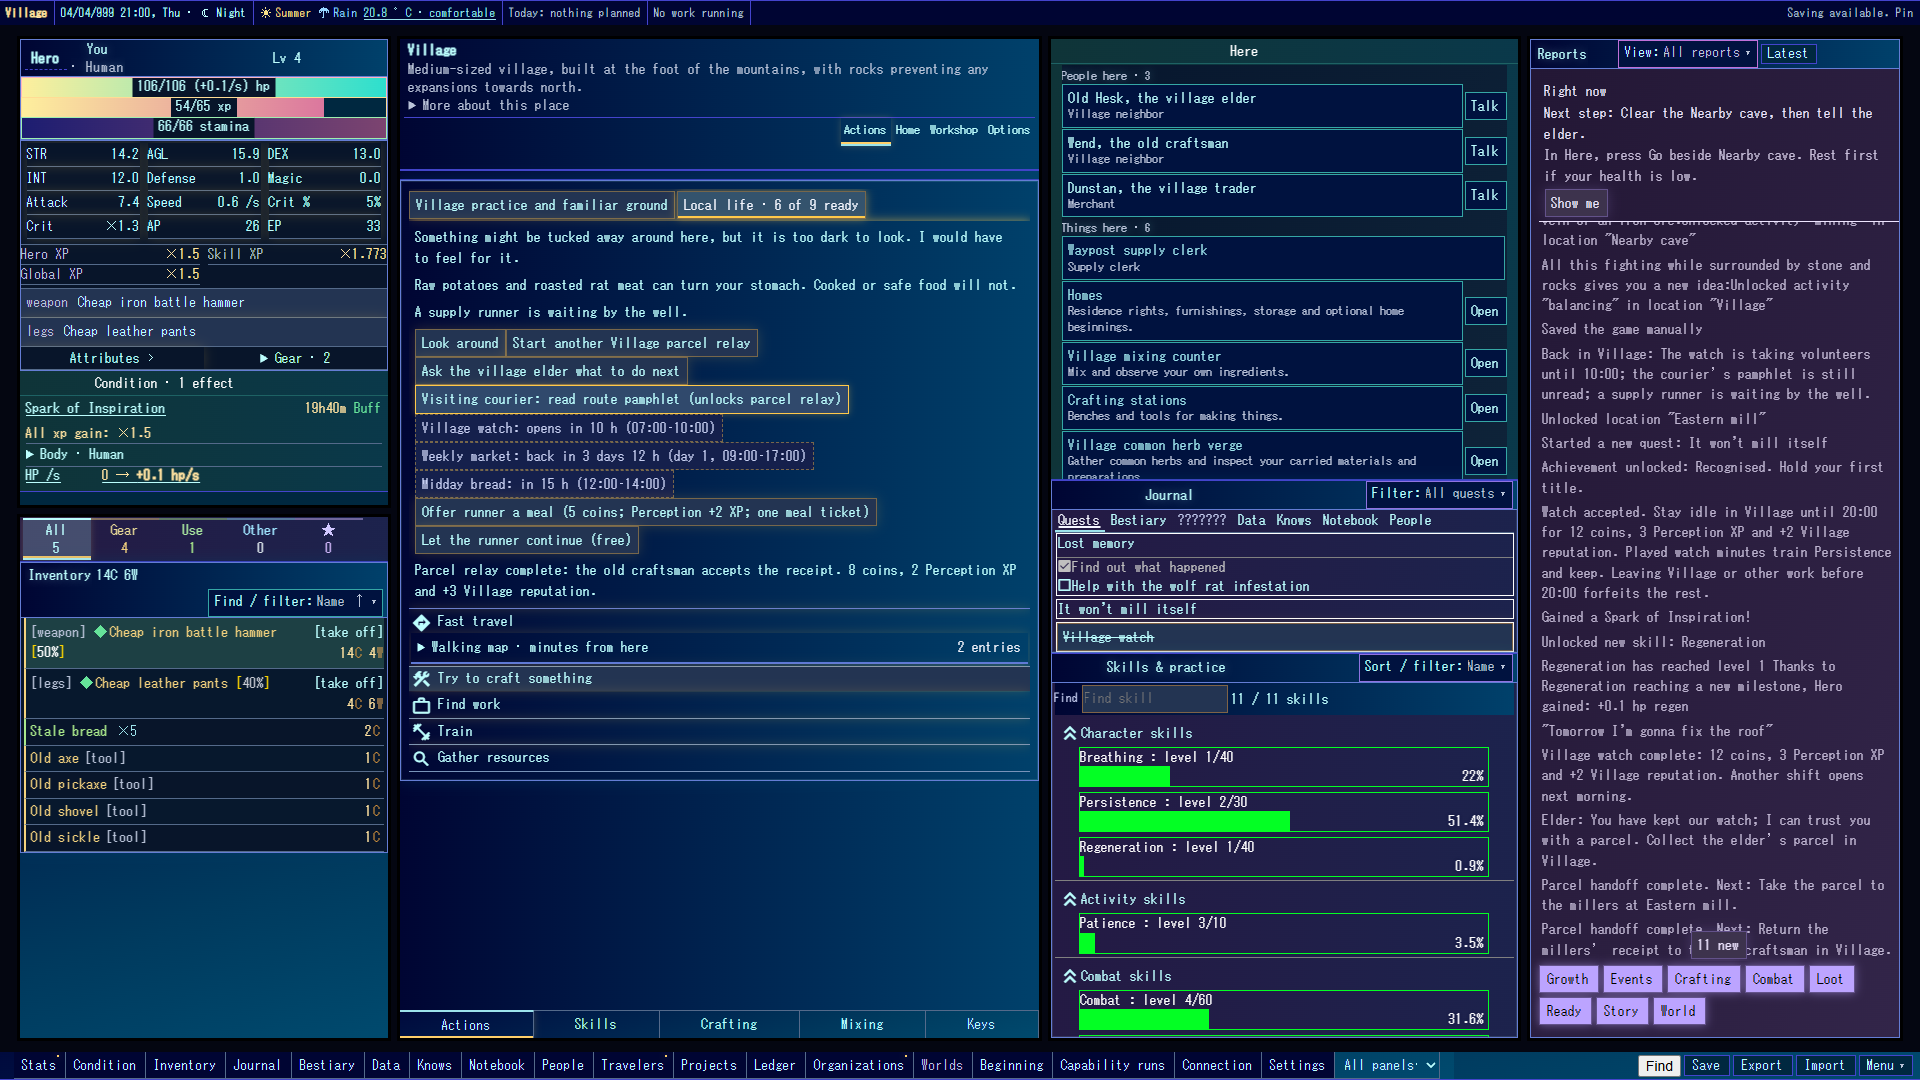 Village 04/04/999 21:00, Thu · ☾ Night ☀Summer ☂Rain 20.8 ° C · comfortable Today: nothing planned No work running Saving available. Pin
Hero · You Human Lv 4
106/106 (+0.1/s) hp
54/65 xp
66/66 stamina
STR 14.2 AGL 15.9 DEX 13.0
INT 12.0 Defense 1.0 Magic 0.0
Attack 7.4 Speed 0.6 /s Crit % 5%
Crit ×1.3 AP 26 EP 33
Hero XP ×1.5 Skill XP ×1.773
Global XP ×1.5
weapon Cheap iron battle hammer
legs Cheap leather pants
Attributes > ▶ Gear · 2
Condition · 1 effect
Spark of Inspiration 19h40m Buff
All xp gain: ×1.5
▶ Body · Human
HP /s 0 → +0.1 hp/s
All 5 Gear 4 Use 1 Other 0 ★ 0
Inventory 14C 6W
Find / filter: Name ↑ ▾
[weapon] ◆Cheap iron battle hammer [50%] [take off] 14C 4W
[legs] ◆Cheap leather pants [40%] [take off] 4C 6W
Stale bread ×5 2C
Old axe [tool] 1C
Old pickaxe [tool] 1C
Old shovel [tool] 1C
Old sickle [tool] 1C
Village
Medium-sized village, built at the foot of the mountains, with rocks preventing any
expansions towards north.
▶ More about this place
Actions Home Workshop Options
Village practice and familiar ground Local life · 6 of 9 ready
Something might be tucked away around here, but it is too dark to look. I would have
to feel for it.
Raw potatoes and roasted rat meat can turn your stomach. Cooked or safe food will not.
A supply runner is waiting by the well.
Look around Start another Village parcel relay
Ask the village elder what to do next
Visiting courier: read route pamphlet (unlocks parcel relay)
Village watch: opens in 10 h (07:00-10:00)
Weekly market: back in 3 days 12 h (day 1, 09:00-17:00)
Midday bread: in 15 h (12:00-14:00)
Offer runner a meal (5 coins; Perception +2 XP; one meal ticket)
Let the runner continue (free)
Parcel relay complete: the old craftsman accepts the receipt. 8 coins, 2 Perception XP
and +3 Village reputation.
Fast travel
▶ Walking map · minutes from here 2 entries
Try to craft something
Find work
Train
Gather resources
Actions Skills Crafting Mixing Keys
Here
People here · 3
Old Hesk, the village elder
Village neighbor
Talk
Wend, the old craftsman
Village neighbor
Talk
Dunstan, the village trader
Merchant
Talk
Things here · 6
Waypost supply clerk
Supply clerk
Homes
Residence rights, furnishings, storage and optional home
beginnings.
Open
Village mixing counter
Mix and observe your own ingredients.
Open
Crafting stations
Benches and tools for making things.
Open
Village common herb verge
Gather common herbs and inspect your carried materials and
preparations.
Open
Journal Filter: All quests ▾
Quests Bestiary ??????? Data Knows Notebook People
Lost memory
Find out what happened
Help with the wolf rat infestation
It won't mill itself
Village watch
Skills & practice Sort / filter: Name ▾
Find Find skill 11 / 11 skills
Character skills
Breathing : level 1/40
22%
Persistence : level 2/30
51.4%
Regeneration : level 1/40
0.9%
Activity skills
Patience : level 3/10
3.5%
Combat skills
Combat : level 4/60
31.6%
Reports View: All reports ▾ Latest
Right now
Next step: Clear the Nearby cave, then tell the
elder.
In Here, press Go beside Nearby cave. Rest first
if your health is low.
Show me
location "Nearby cave"
All this fighting while surrounded by stone and
rocks gives you a new idea:Unlocked activity
"balancing" in location "Village"
Saved the game manually
Back in Village: The watch is taking volunteers
until 10:00; the courier's pamphlet is still
unread; a supply runner is waiting by the well.
Unlocked location "Eastern mill"
Started a new quest: It won't mill itself
Achievement unlocked: Recognised. Hold your first
title.
Watch accepted. Stay idle in Village until 20:00
for 12 coins, 3 Perception XP and +2 Village
reputation. Played watch minutes train Persistence
and keep. Leaving Village or other work before
20:00 forfeits the rest.
Gained a Spark of Inspiration!
Unlocked new skill: Regeneration
Regeneration has reached level 1 Thanks to
Regeneration reaching a new milestone, Hero
gained: +0.1 hp regen
"Tomorrow I'm gonna fix the roof"
Village watch complete: 12 coins, 3 Perception XP
and +2 Village reputation. Another shift opens
next morning.
Elder: You have kept our watch; I can trust you
with a parcel. Collect the elder's parcel in
Village.
Parcel handoff complete. Next: Take the parcel to
the millers at Eastern mill.
Parcel handoff complete. Next: Return the
millers' receipt to craftsman in Village.
11 new
Growth Events Crafting Combat Loot
Ready Story World
Stats Condition Inventory Journal Bestiary Data Knows Notebook People Travelers Projects Ledger Organizations Worlds Beginning Capability runs Connection Settings All panels Find Save Export Import Menu ▾